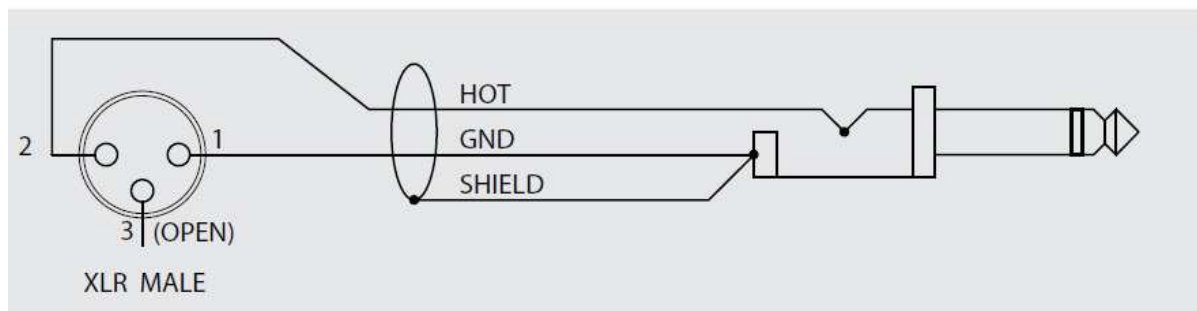 HOT
2
1
GND
SHIELD
3 (OPEN)
XLR MALE